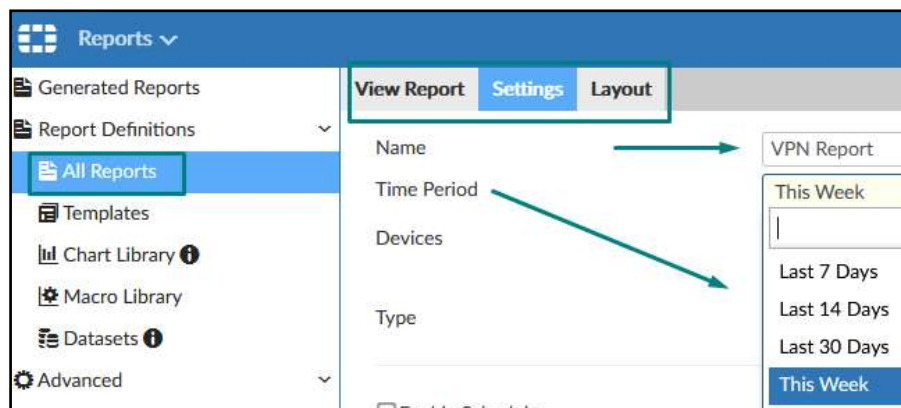 Reports
Generated Reports
Report Definitions
All Reports
Templates
Chart Library
Macro Library
Datasets
Advanced
View Report Settings Layout
Name VPN Report
Time Period This Week
Devices
Last 7 Days
Last 14 Days
Type
Last 30 Days
This Week